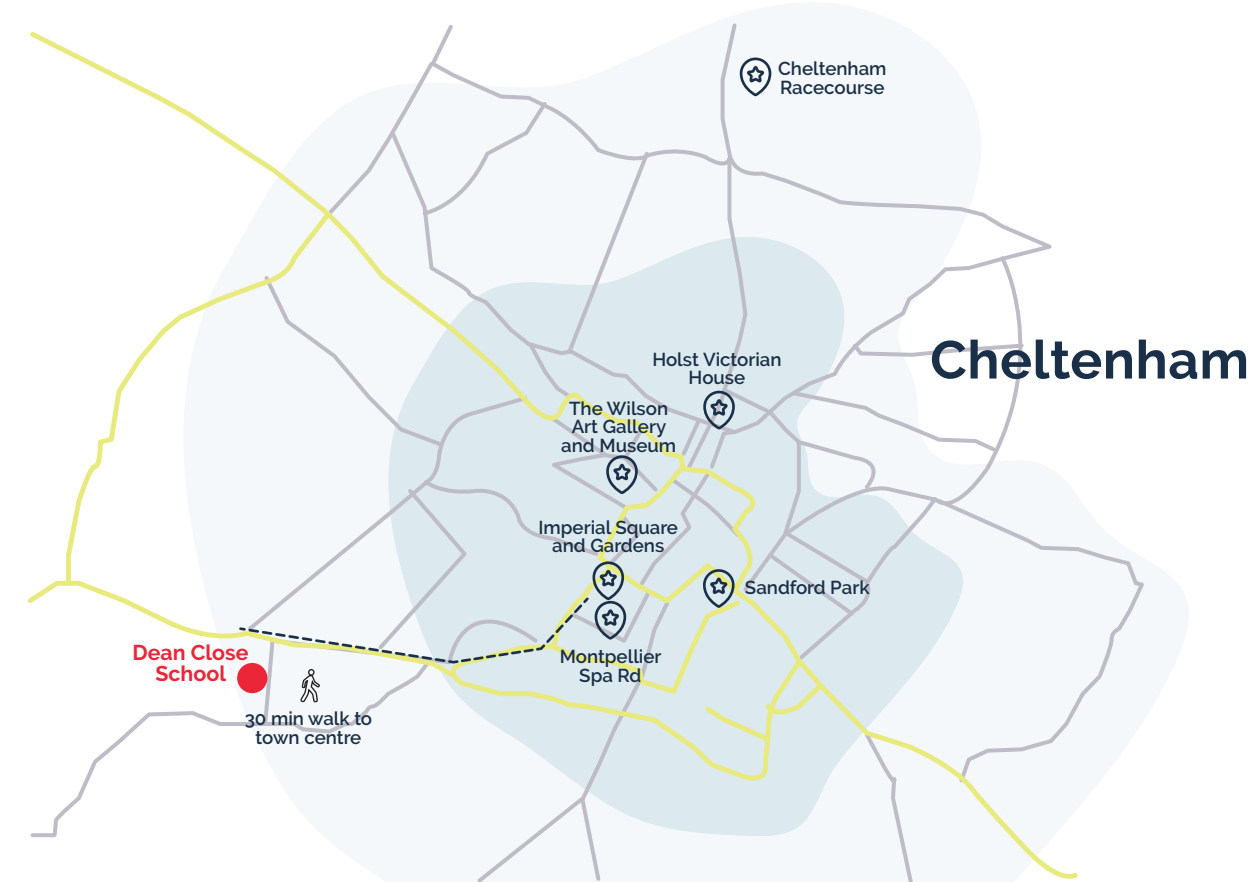 Cheltenham
Racecourse
Cheltenham
Holst Victorian
House
The Wilson
Art Gallery
and Museum
Imperial Square
and Gardens
Sandford Park
Montpellier
Spa Rd
Dean Close
School
30 min walk to
town centre